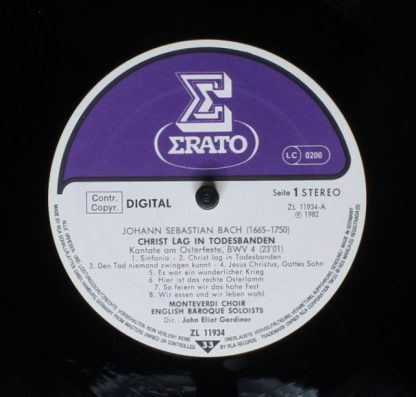 ΣRATO
LC 0200
Contr.
Copyr.
DIGITAL
Seite 1 STEREO
ZL 11934-A
℗ 1982
JOHANN SEBASTIAN BACH (1665—1750)
CHRIST LAG IN TODESBANDEN
Kantate am Osterfeste, BWV 4 (23'01)
1. Sinfonia - 2. Christ lag in Todesbanden
3. Den Tod niemand zwingen kunnt - 4. Jesus Christus, Gottes Sohn
5. Es war ein wunderlicher Krieg
6. Hier ist das rechte Osterlamm
7. So feiern wir das hohe Fest
8. Wir essen und wir leben wohl
MONTEVERDI CHOIR
ENGLISH BAROQUE SOLOISTS
Dir.: John Eliot Gardiner
ZL 11934
33